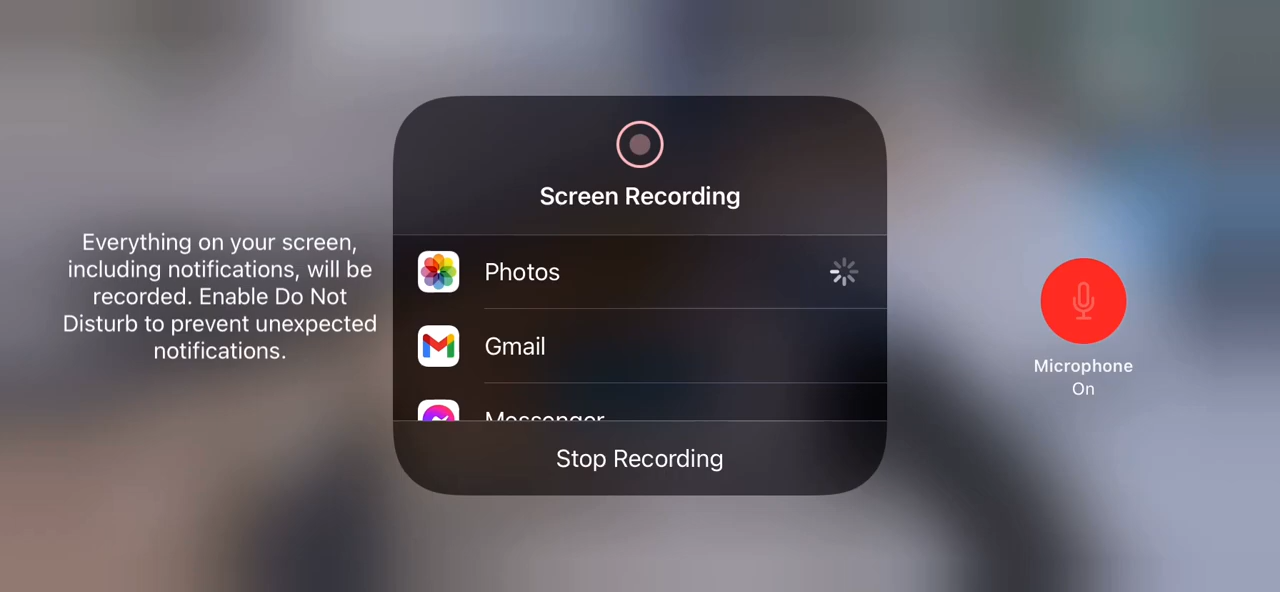 Everything on your screen,
including notifications, will be
recorded. Enable Do Not
Disturb to prevent unexpected
notifications.
Screen Recording
Photos
Gmail
Messenger
Stop Recording
Microphone
On